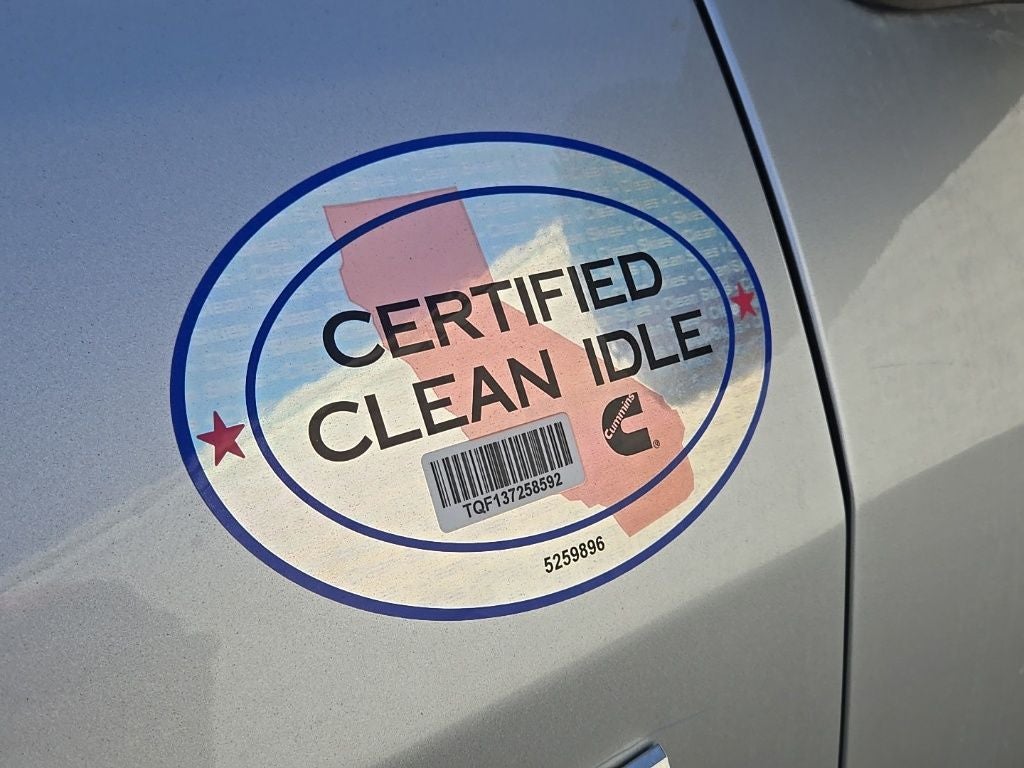 CERTIFIED
CLEAN IDLE
Cummins
®
TQF137258592
5259896